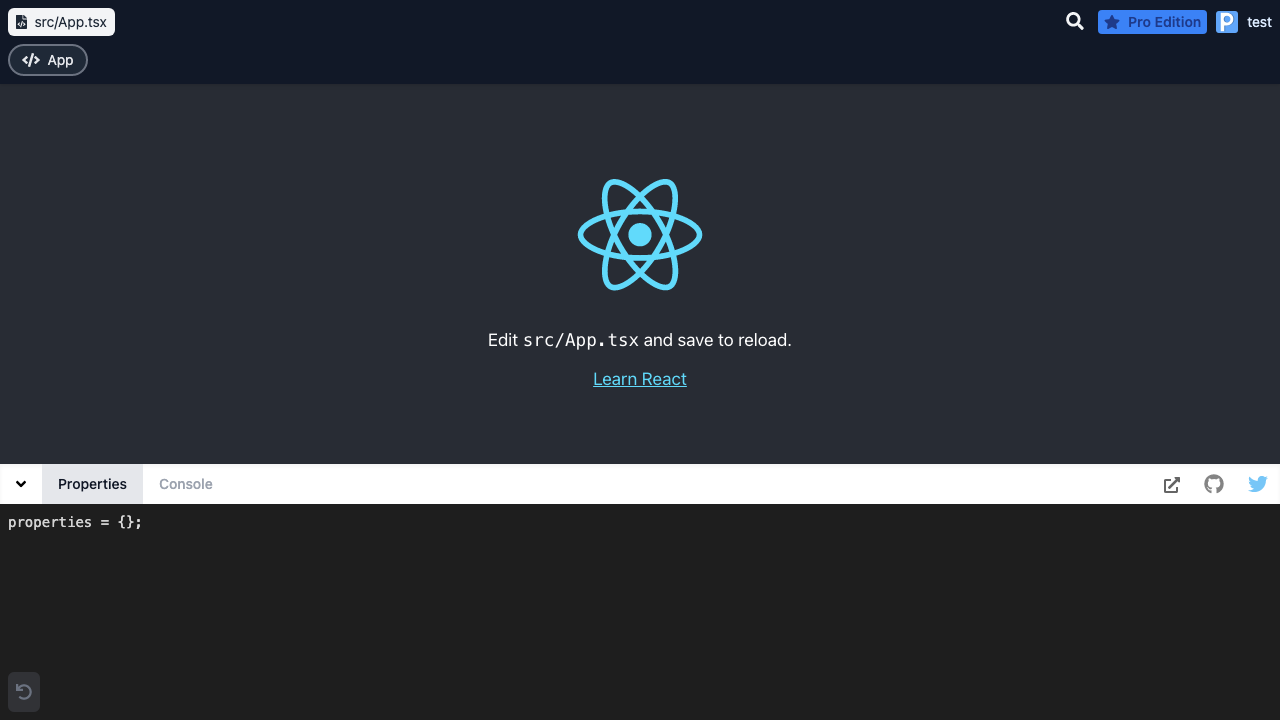 src/App.tsx
Pro Edition
P
test
App
Edit src/App.tsx and save to reload.
Learn React
Properties
Console
properties = {};